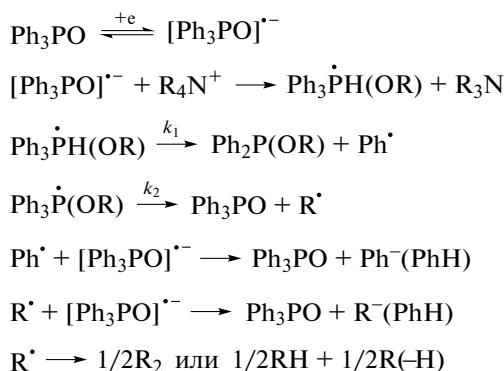 Ph₃PO ⇌ +e [Ph₃PO]•−
[Ph₃PO]•− + R₄N⁺ ⟶ Ph₃ṖH(OR) + R₃N
Ph₃ṖH(OR) ⟶ k₁ Ph₂P(OR) + Ph•
Ph₃Ṗ(OR) ⟶ k₂ Ph₃PO + R•
Ph• + [Ph₃PO]•− ⟶ Ph₃PO + Ph⁻(PhH)
R• + [Ph₃PO]•− ⟶ Ph₃PO + R⁻(PhH)
R• ⟶ 1/2R₂ или 1/2RH + 1/2R(–H)